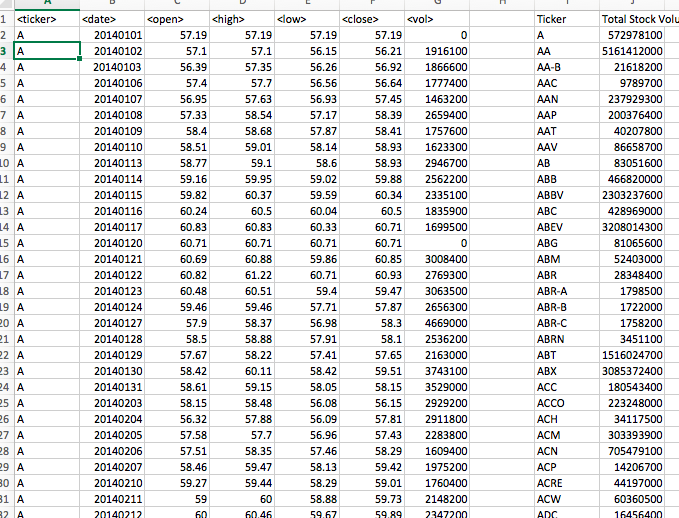 A B C D E F G H I J
1 <ticker> <date> <open> <high> <low> <close> <vol> Ticker Total Stock Volu
2 A 20140101 57.19 57.19 57.19 57.19 0 A 572978100
3 A 20140102 57.1 57.1 56.15 56.21 1916100 AA 5161412000
4 A 20140103 56.39 57.35 56.26 56.92 1866600 AA-B 21618200
5 A 20140106 57.4 57.7 56.56 56.64 1777400 AAC 9789700
6 A 20140107 56.95 57.63 56.93 57.45 1463200 AAN 237929300
7 A 20140108 57.33 58.54 57.17 58.39 2659400 AAP 200376400
8 A 20140109 58.4 58.68 57.87 58.41 1757600 AAT 40207800
9 A 20140110 58.51 59.01 58.14 58.93 1623300 AAV 86658700
10 A 20140113 58.77 59.1 58.6 58.93 2946700 AB 83051600
11 A 20140114 59.16 59.95 59.02 59.88 2562200 ABB 466820000
12 A 20140115 59.82 60.37 59.59 60.34 2335100 ABBV 2303237600
13 A 20140116 60.24 60.5 60.04 60.5 1835900 ABC 428969000
14 A 20140117 60.83 60.83 60.33 60.71 1699500 ABEV 3208014300
15 A 20140120 60.71 60.71 60.71 60.71 0 ABG 81065600
16 A 20140121 60.69 60.88 59.86 60.85 3008400 ABM 52403000
17 A 20140122 60.82 61.22 60.71 60.93 2769300 ABR 28348400
18 A 20140123 60.48 60.51 59.4 59.47 3063500 ABR-A 1798500
19 A 20140124 59.46 59.46 57.71 57.87 2656300 ABR-B 1722000
20 A 20140127 57.9 58.37 56.98 58.3 4669000 ABR-C 1758200
21 A 20140128 58.5 58.88 57.91 58.1 2536200 ABRN 3451100
22 A 20140129 57.67 58.22 57.41 57.65 2163000 ABT 1516024700
23 A 20140130 58.42 60.11 58.42 59.51 3743100 ABX 3085372400
24 A 20140131 58.61 59.15 58.05 58.15 3529000 ACC 180543400
25 A 20140203 58.15 58.48 56.08 56.15 2929200 ACCO 223248000
26 A 20140204 56.32 57.88 56.09 57.81 2911800 ACH 34117500
27 A 20140205 57.58 57.7 56.96 57.43 2283800 ACM 303393900
28 A 20140206 57.51 58.35 57.46 58.29 1609400 ACN 705479100
29 A 20140207 58.46 59.47 58.13 59.42 1975200 ACP 14206700
30 A 20140210 59.27 59.44 58.29 59.01 1760400 ACRE 44197000
31 A 20140211 59 60 58.88 59.73 2148200 ACW 60360500
32 A 20140212 60 60.46 59.67 59.89 2347200 ADC 16456400